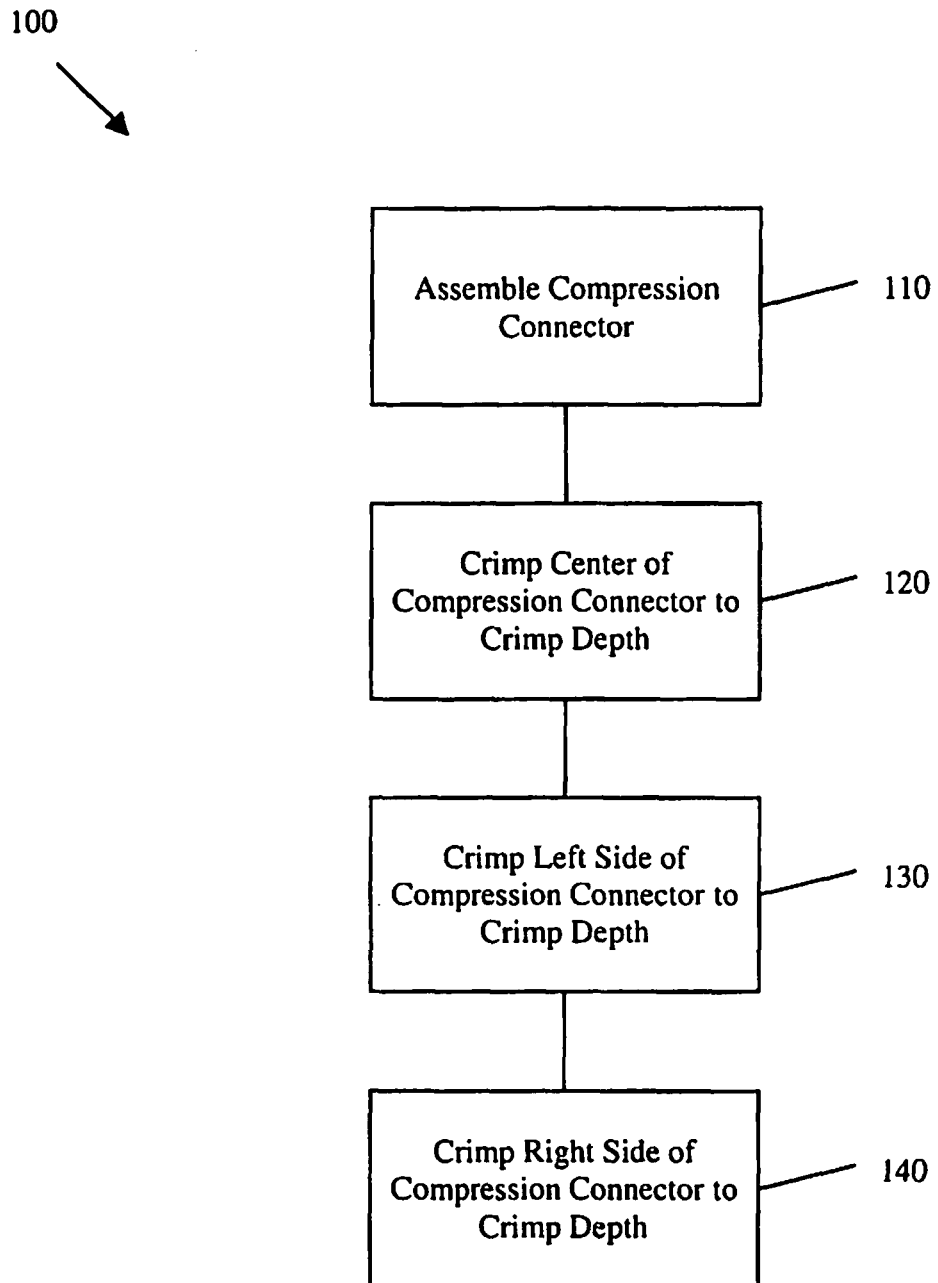 100
Assemble Compression
Connector
110
Crimp Center of
Compression Connector to
Crimp Depth
120
Crimp Left Side of
Compression Connector to
Crimp Depth
130
Crimp Right Side of
Compression Connector to
Crimp Depth
140